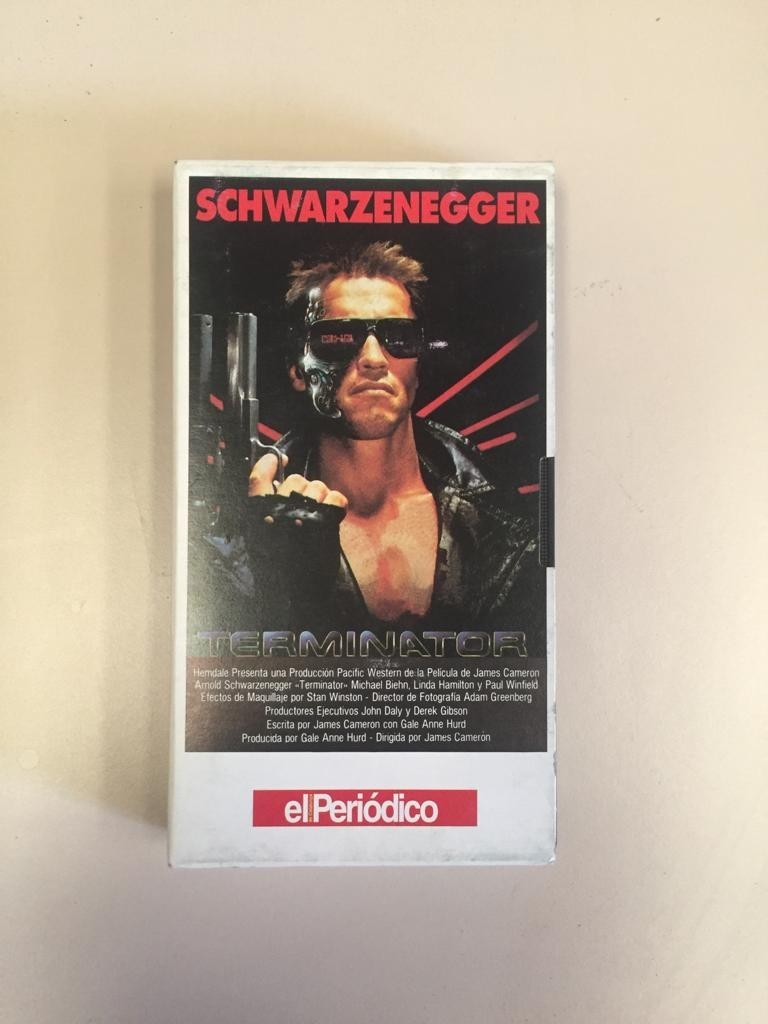 SCHWARZENEGGER
TERMINATOR
Hemdale Presenta una Producción Pacific Western de la Película de James Cameron
Arnold Schwarzenegger «Terminator» Michael Biehn, Linda Hamilton y Paul Winfield
Efectos de Maquillaje por Stan Winston - Director de Fotografía Adam Greenberg
Productores Ejecutivos John Daly y Derek Gibson
Escrita por James Cameron con Gale Anne Hurd
Producida por Gale Anne Hurd - Dirigida por James Cameron
el Periódico